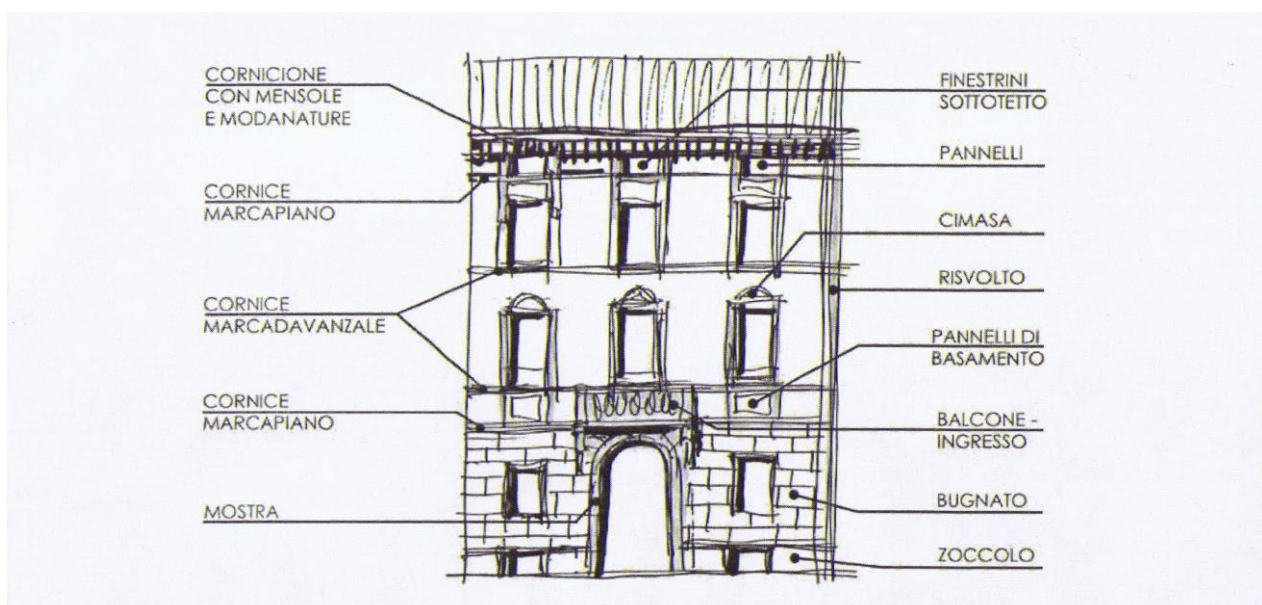 CORNICIONE
CON MENSOLE
E MODANATURE
CORNICE
MARCAPIANO
CORNICE
MARCADAVANZALE
CORNICE
MARCAPIANO
MOSTRA
FINESTRINI
SOTTOTETTO
PANNELLI
CIMASA
RISVOLTO
PANNELLI DI
BASAMENTO
BALCONE -
INGRESSO
BUGNATO
ZOCCOLO